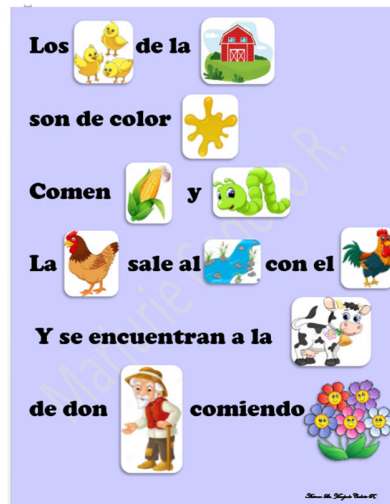 Los de la
son de color
Comen y
La sale al con el
Y se encuentran a la
de don comiendo